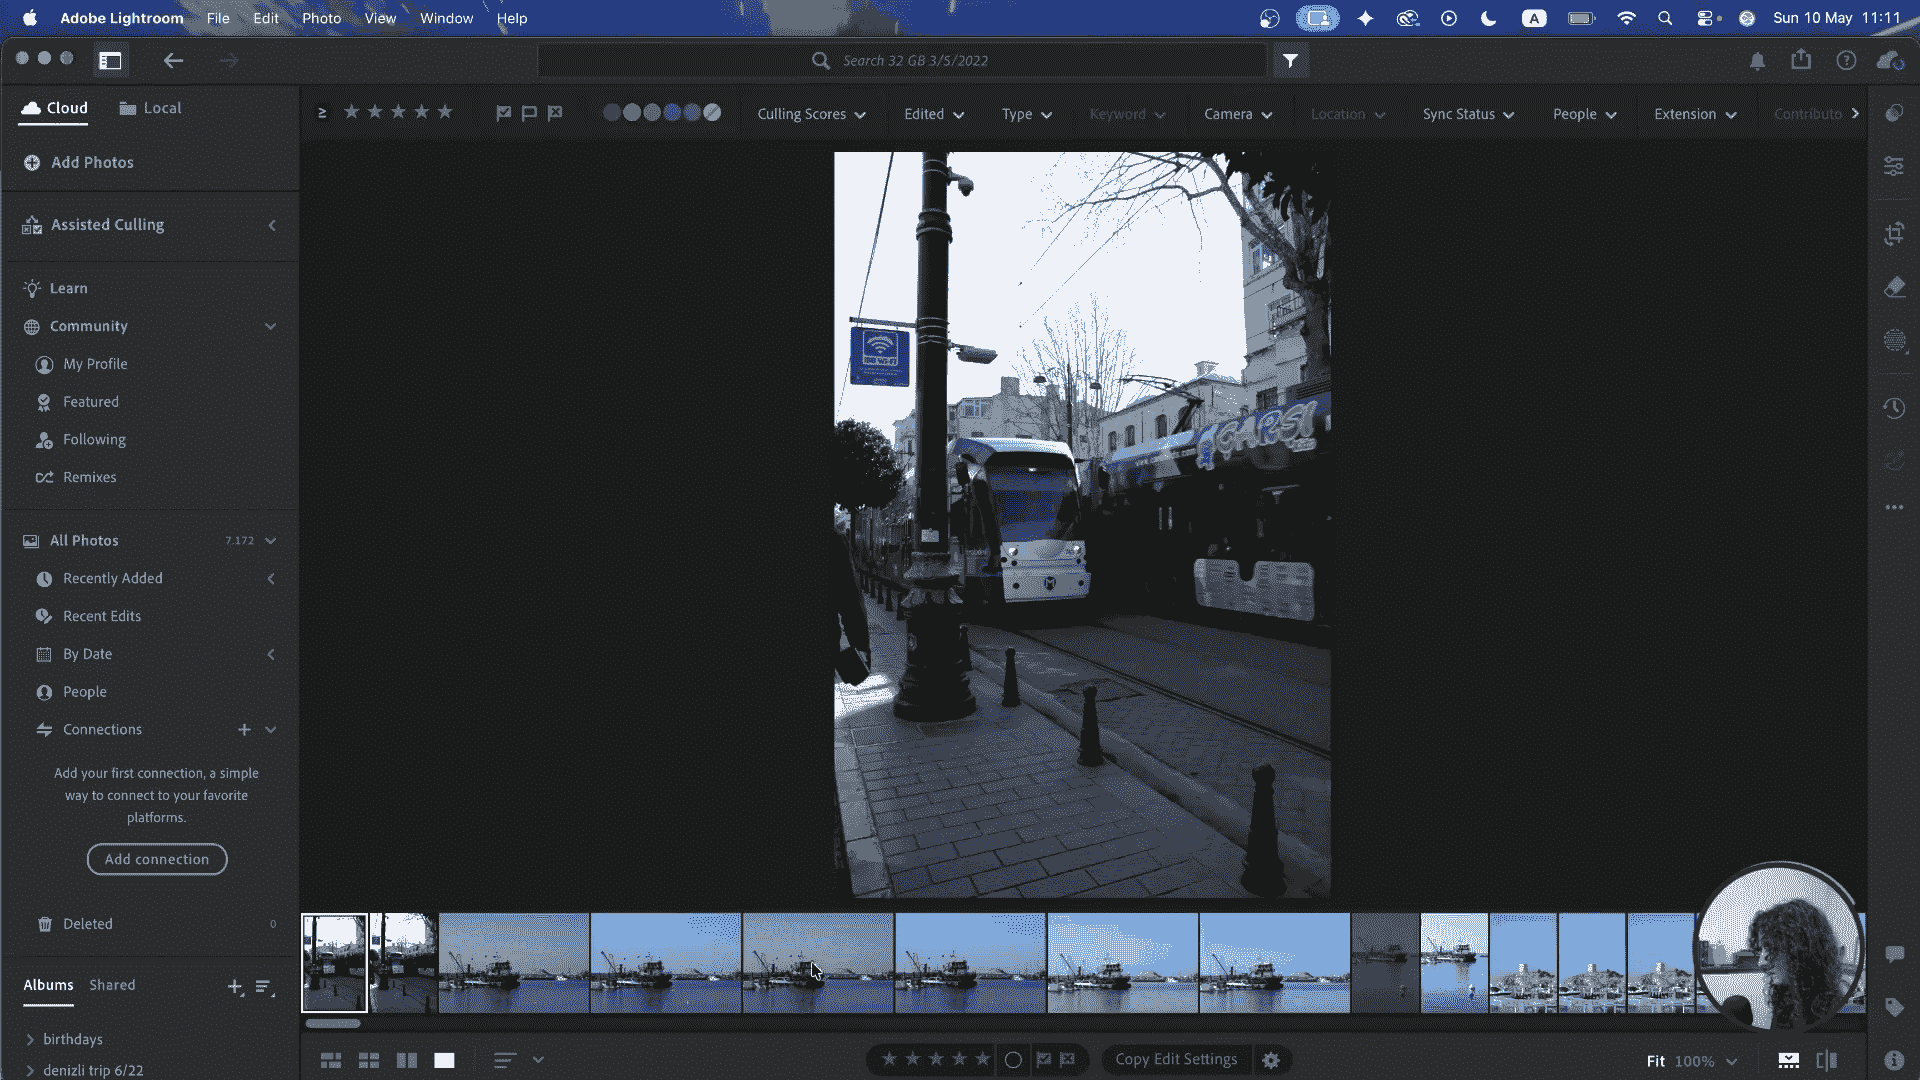 Adobe Lightroom File Edit Photo View Window Help
A Sun 10 May 11:11
Search 32 GB 3/5/2022
Cloud Local
≥ Culling Scores Edited Type Keyword Camera Location Sync Status People Extension Contributo
Add Photos
Assisted Culling
Learn
Community
My Profile
Featured
Following
Remixes
All Photos 7.172
Recently Added
Recent Edits
By Date
People
Connections
Add your first connection, a simple
way to connect to your favorite
platforms.
Add connection
Deleted 0
Albums Shared
birthdays
denizli trip 6/22
ÇARŞI
M
Copy Edit Settings
Fit 100%